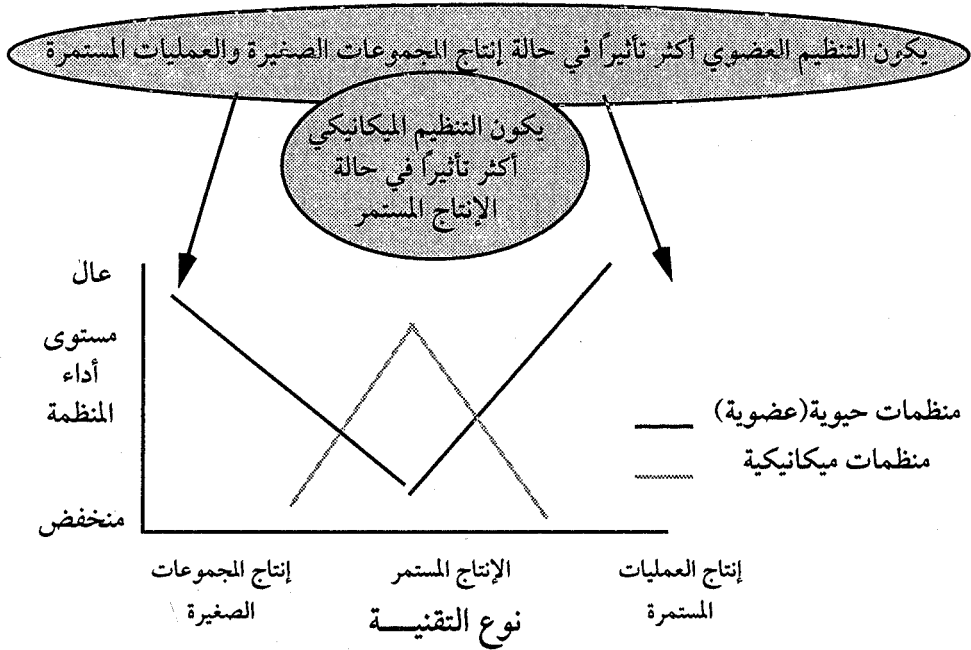 يكون التنظيم العضوي أكثر تأثيراً في حالة إنتاج المجموعات الصغيرة والعمليات المستمرة
يكون التنظيم الميكانيكي
أكثر تأثيراً في حالة
الإنتاج المستمر
عال
مستوى
أداء
المنظمة
منخفض
منظمات حيوية(عضوية)
منظمات ميكانيكية
إنتاج العمليات
المستمرة
الإنتاج المستمر
إنتاج المجموعات
الصغيرة
نوع التقنيـــة